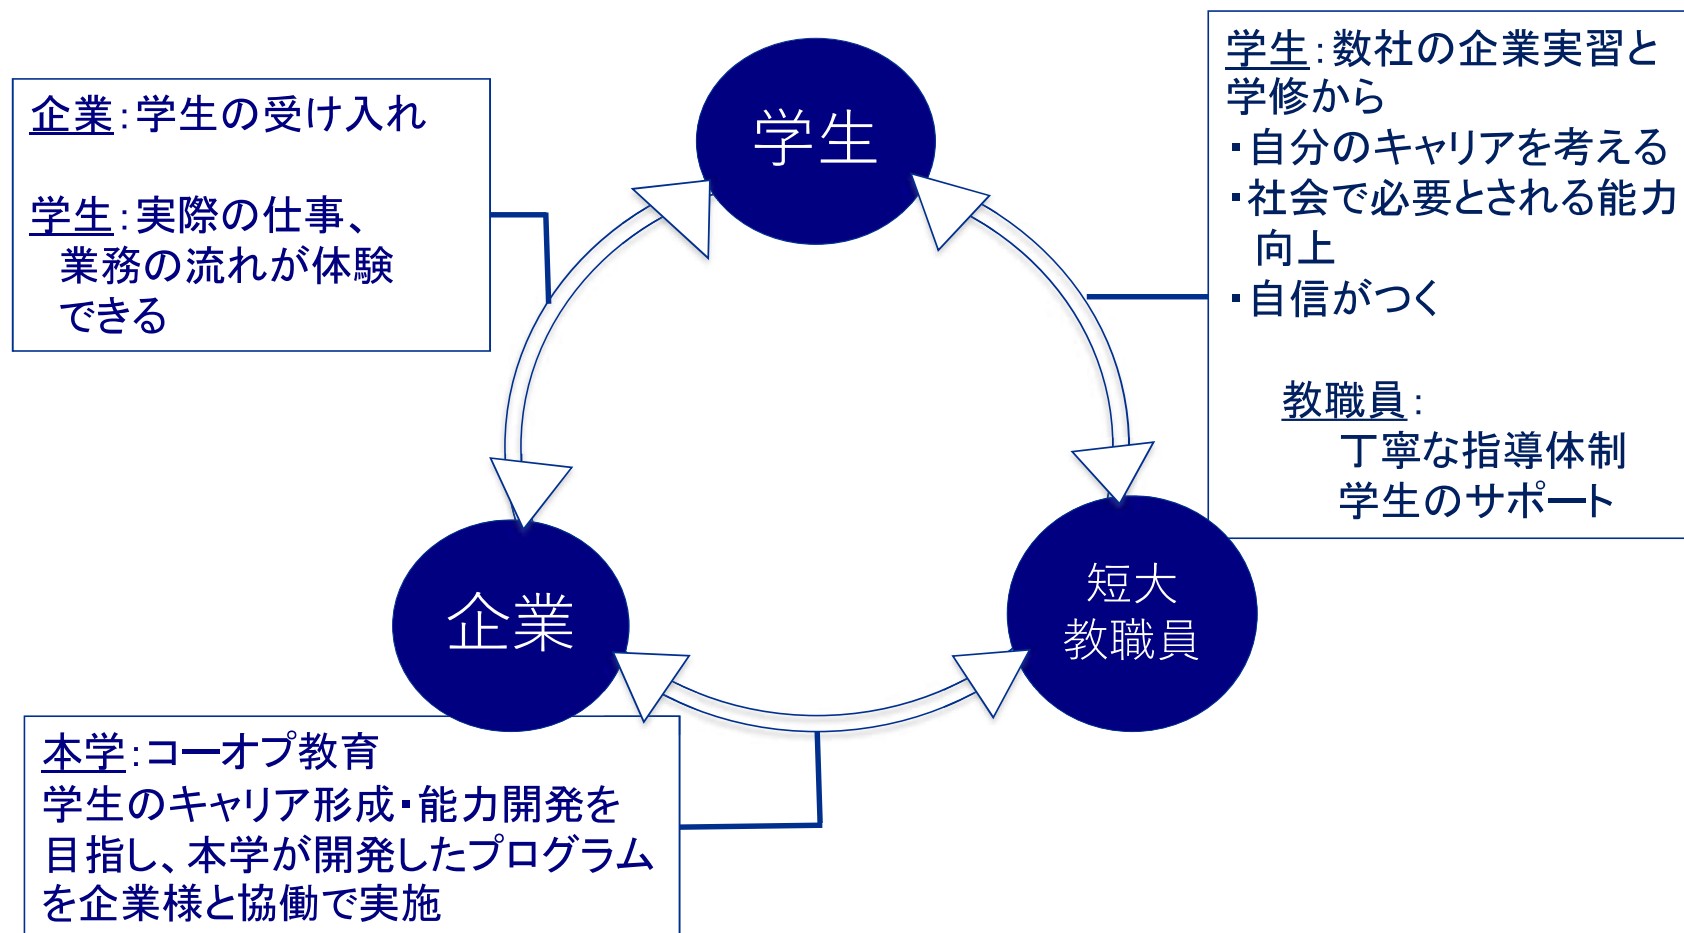 学生
企業:学生の受け入れ
学生:実際の仕事、
業務の流れが体験
できる
学生:数社の企業実習と
学修から
・自分のキャリアを考える
・社会で必要とされる能力
向上
・自信がつく
教職員:
丁寧な指導体制
学生のサポート
企業
短大
教職員
本学:コーオプ教育
学生のキャリア形成・能力開発を
目指し、本学が開発したプログラム
を企業様と協働で実施